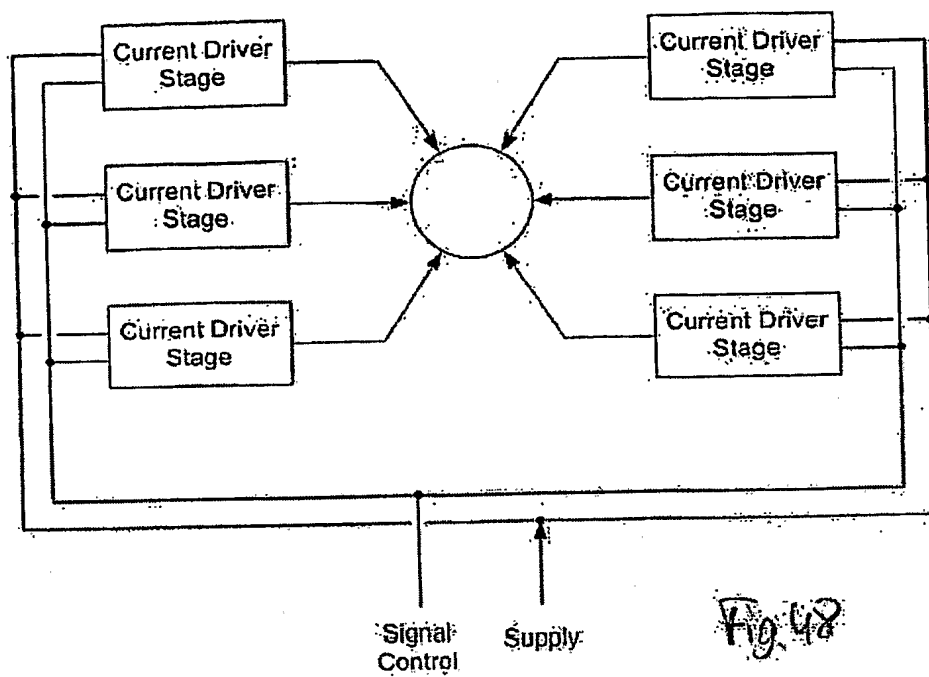 Current Driver
Stage
Current Driver
Stage
Current Driver
Stage
Current Driver
Stage
Current Driver
Stage
Current Driver
Stage
Signal
Control
Supply
Fig. 48